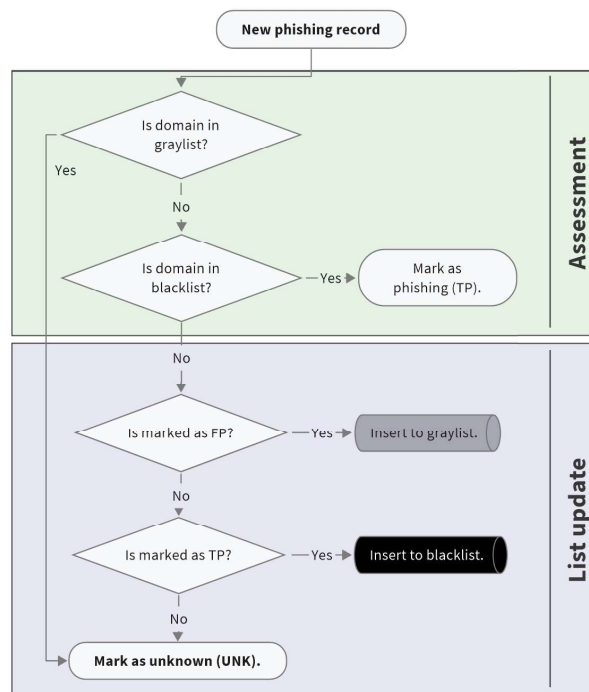 New phishing record
Is domain in
graylist?
Yes
No
Is domain in
blacklist?
Yes
Mark as
phishing (TP).
Assessment
No
Is marked as FP?
Yes
Insert to graylist.
No
Is marked as TP?
Yes
Insert to blacklist.
No
Mark as unknown (UNK).
List update